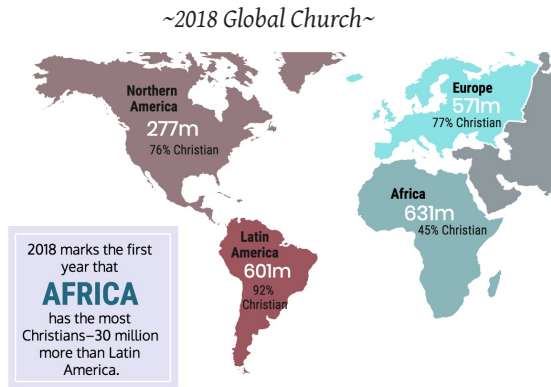 ~2018 Global Church~
Northern
America
277m
76% Christian
Europe
571m
77% Christian
Africa
631m
45% Christian
Latin
America
601m
92%
Christian
2018 marks the first
year that
AFRICA
has the most
Christians–30 million
more than Latin
America.